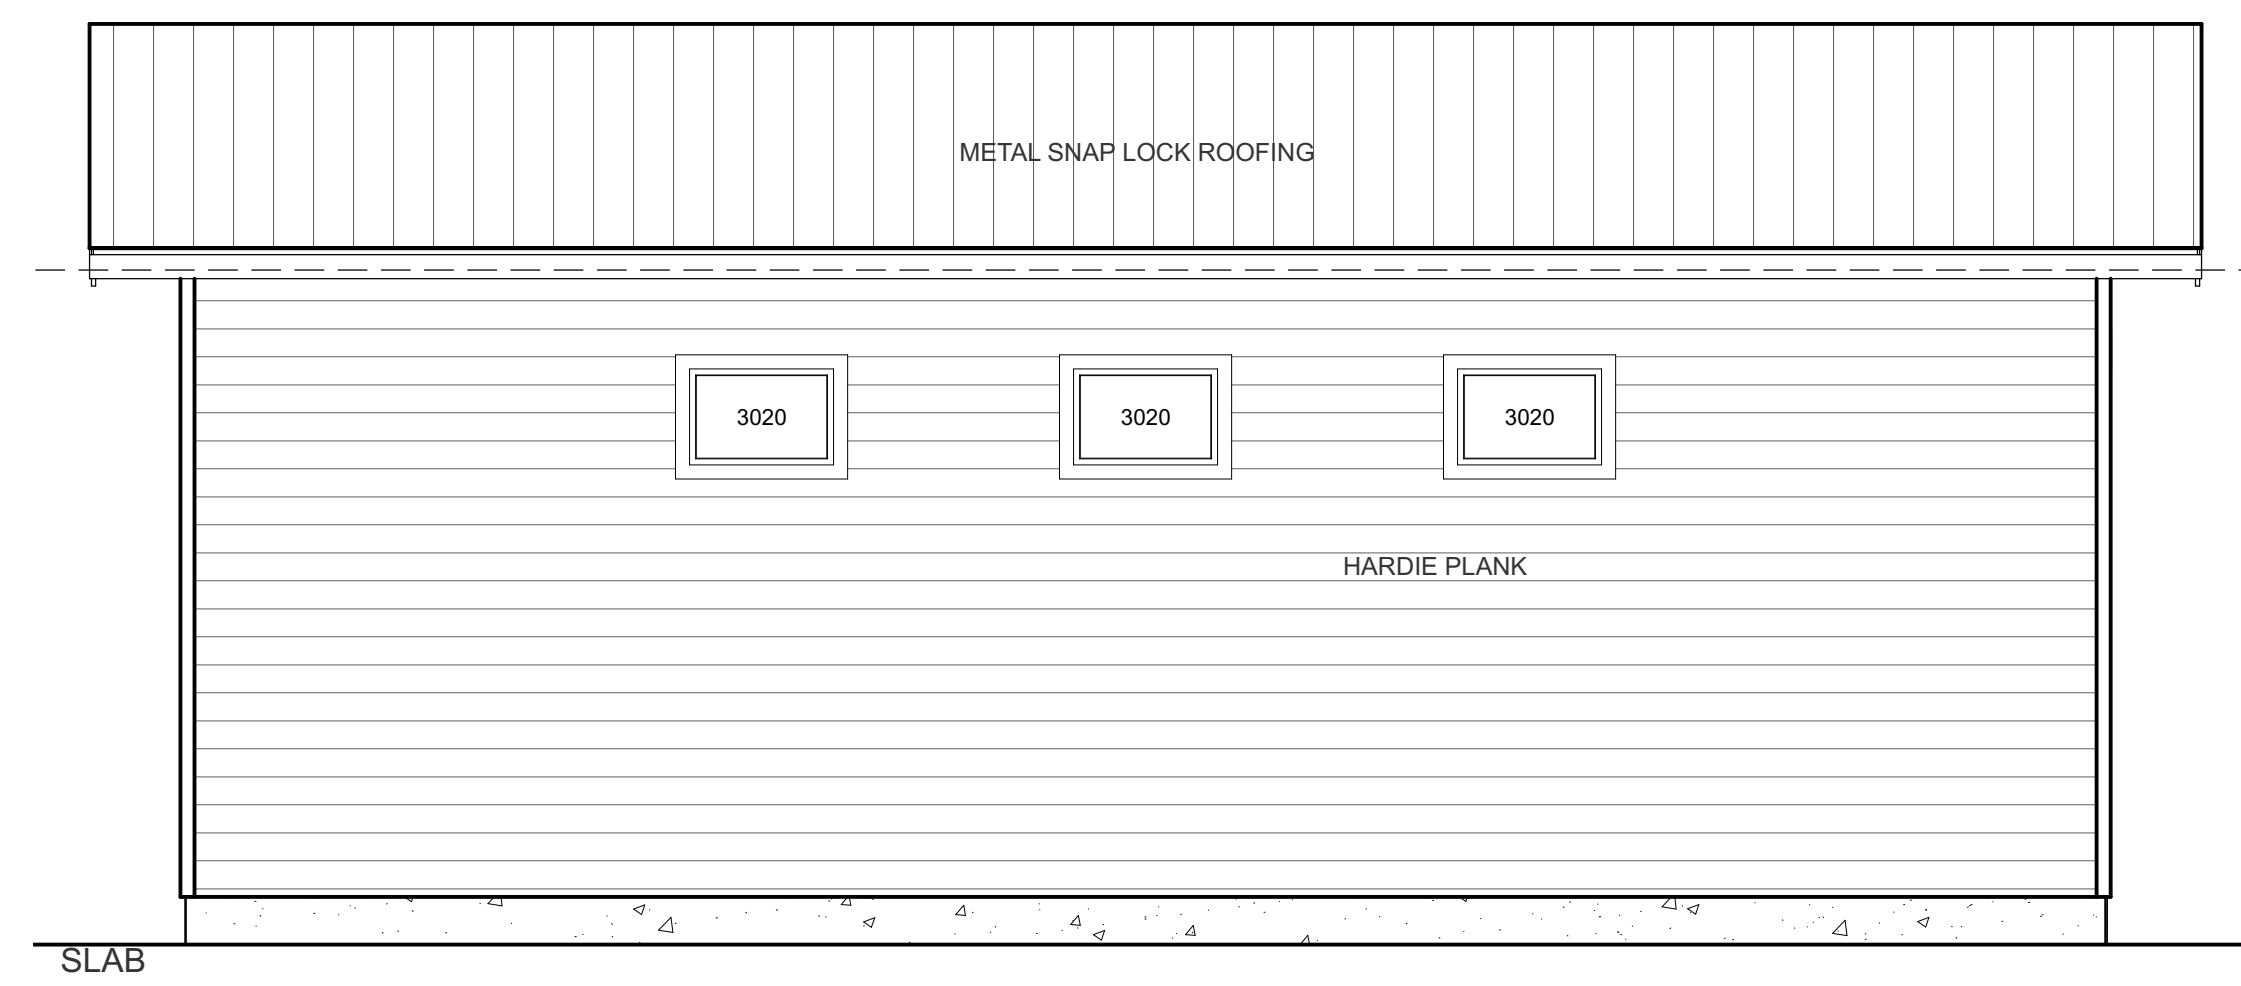 METAL SNAP LOCK ROOFING
3020 3020 3020
HARDIE PLANK
SLAB